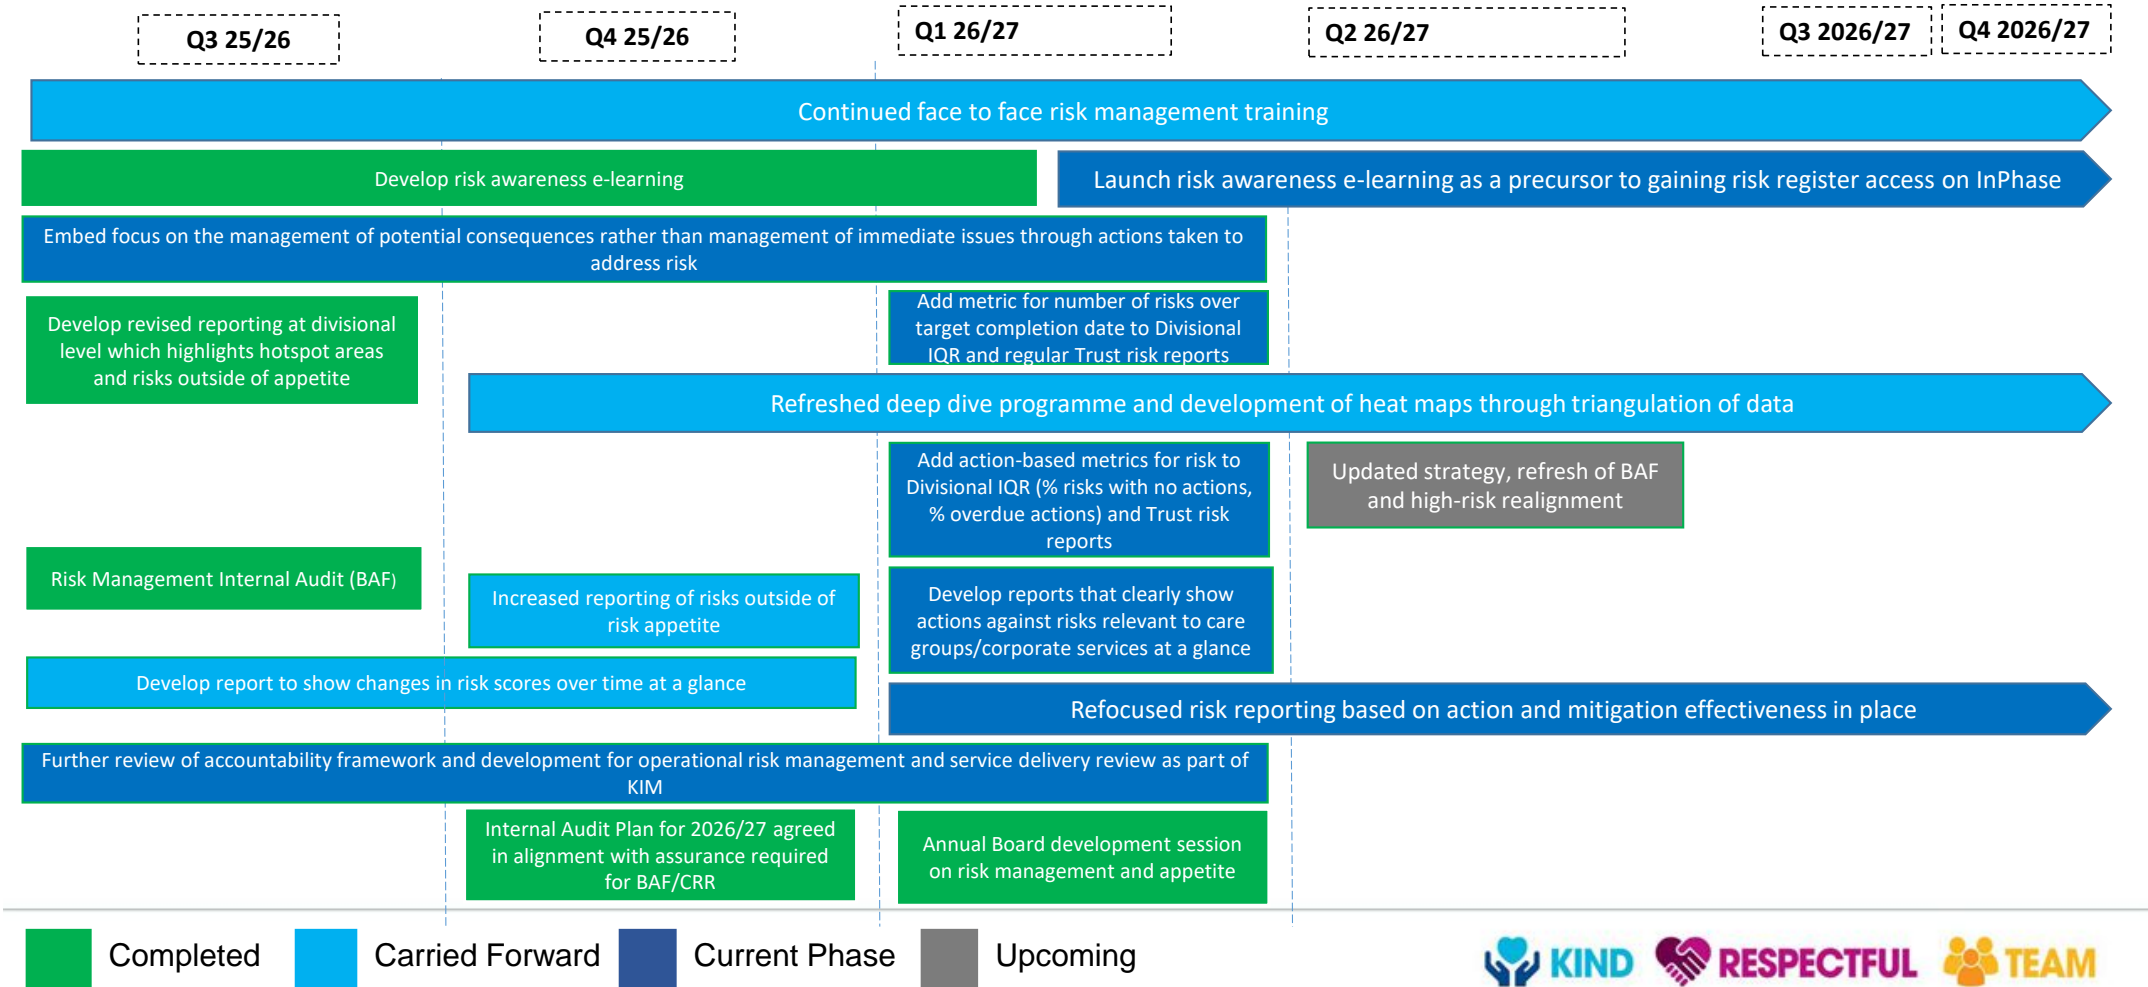 Q3 25/26
Q4 25/26
Q1 26/27
Q2 26/27
Q3 2026/27
Q4 2026/27
Continued face to face risk management training
Develop risk awareness e-learning
Launch risk awareness e-learning as a precursor to gaining risk register access on InPhase
Embed focus on the management of potential consequences rather than management of immediate issues through actions taken to
address risk
Develop revised reporting at divisional
level which highlights hotspot areas
and risks outside of appetite
Add metric for number of risks over
target completion date to Divisional
IQR and regular Trust risk reports
Refreshed deep dive programme and development of heat maps through triangulation of data
Add action-based metrics for risk to
Divisional IQR (% risks with no actions,
% overdue actions) and Trust risk
reports
Updated strategy, refresh of BAF
and high-risk realignment
Risk Management Internal Audit (BAF)
Increased reporting of risks outside of
risk appetite
Develop reports that clearly show
actions against risks relevant to care
groups/corporate services at a glance
Develop report to show changes in risk scores over time at a glance
Refocused risk reporting based on action and mitigation effectiveness in place
Further review of accountability framework and development for operational risk management and service delivery review as part of
KIM
Internal Audit Plan for 2026/27 agreed
in alignment with assurance required
for BAF/CRR
Annual Board development session
on risk management and appetite
Completed
Carried Forward
Current Phase
Upcoming
KIND
RESPECTFUL
TEAM